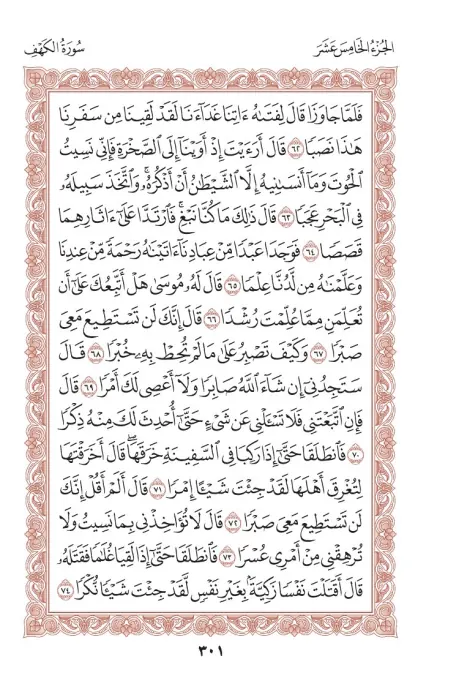 الجزء الخامس عشر
سورة الكهف
فَلَمَّا جَاوَزَا قَالَ لِفَتَىٰهُ ءَاتِنَا غَدَآءَنَا لَقَدْ لَقِينَا مِن سَفَرِنَا
هَٰذَا نَصَبًا ٦٢ قَالَ أَرَءَيْتَ إِذْ أَوَيْنَآ إِلَى ٱلصَّخْرَةِ فَإِنِّي نَسِيتُ
ٱلْحُوتَ وَمَآ أَنسَىٰنِيهُ إِلَّا ٱلشَّيْطَٰنُ أَنْ أَذْكُرَهُۥۚ وَٱتَّخَذَ سَبِيلَهُۥ
فِي ٱلْبَحْرِ عَجَبًا ٦٣ قَالَ ذَٰلِكَ مَا كُنَّا نَبْغِۚ فَٱرْتَدَّا عَلَىٰٓ ءَاثَارِهِمَا
قَصَصًا ٦٤ فَوَجَدَا عَبْدًا مِّنْ عِبَادِنَآ ءَاتَيْنَٰهُ رَحْمَةً مِّنْ عِندِنَا
وَعَلَّمْنَٰهُ مِن لَّدُنَّا عِلْمًا ٦٥ قَالَ لَهُۥ مُوسَىٰ هَلْ أَتَّبِعُكَ عَلَىٰٓ أَن
تُعَلِّمَنِ مِمَّا عُلِّمْتَ رُشْدًا ٦٦ قَالَ إِنَّكَ لَن تَسْتَطِيعَ مَعِيَ
صَبْرًا ٦٧ وَكَيْفَ تَصْبِرُ عَلَىٰ مَا لَمْ تُحِطْ بِهِۦ خُبْرًا ٦٨ قَالَ
سَتَجِدُنِيٓ إِن شَآءَ ٱللَّهُ صَابِرًا وَلَآ أَعْصِي لَكَ أَمْرًا ٦٩ قَالَ
فَإِنِ ٱتَّبَعْتَنِي فَلَا تَسْـَٔلْنِي عَن شَيْءٍ حَتَّىٰٓ أُحْدِثَ لَكَ مِنْهُ ذِكْرًا
٧٠ فَٱنطَلَقَا حَتَّىٰٓ إِذَا رَكِبَا فِي ٱلسَّفِينَةِ خَرَقَهَاۖ قَالَ أَخَرَقْتَهَا
لِتُغْرِقَ أَهْلَهَا لَقَدْ جِئْتَ شَيْـًٔا إِمْرًا ٧١ قَالَ أَلَمْ أَقُلْ إِنَّكَ
لَن تَسْتَطِيعَ مَعِيَ صَبْرًا ٧٢ قَالَ لَا تُؤَاخِذْنِي بِمَا نَسِيتُ وَلَا
تُرْهِقْنِي مِنْ أَمْرِي عُسْرًا ٧٣ فَٱنطَلَقَا حَتَّىٰٓ إِذَا لَقِيَا غُلَٰمًا فَقَتَلَهُۥ
قَالَ أَقَتَلْتَ نَفْسًا زَكِيَّةًۢ بِغَيْرِ نَفْسٍ لَّقَدْ جِئْتَ شَيْـًٔا نُّكْرًا ٧٤
٣٠١